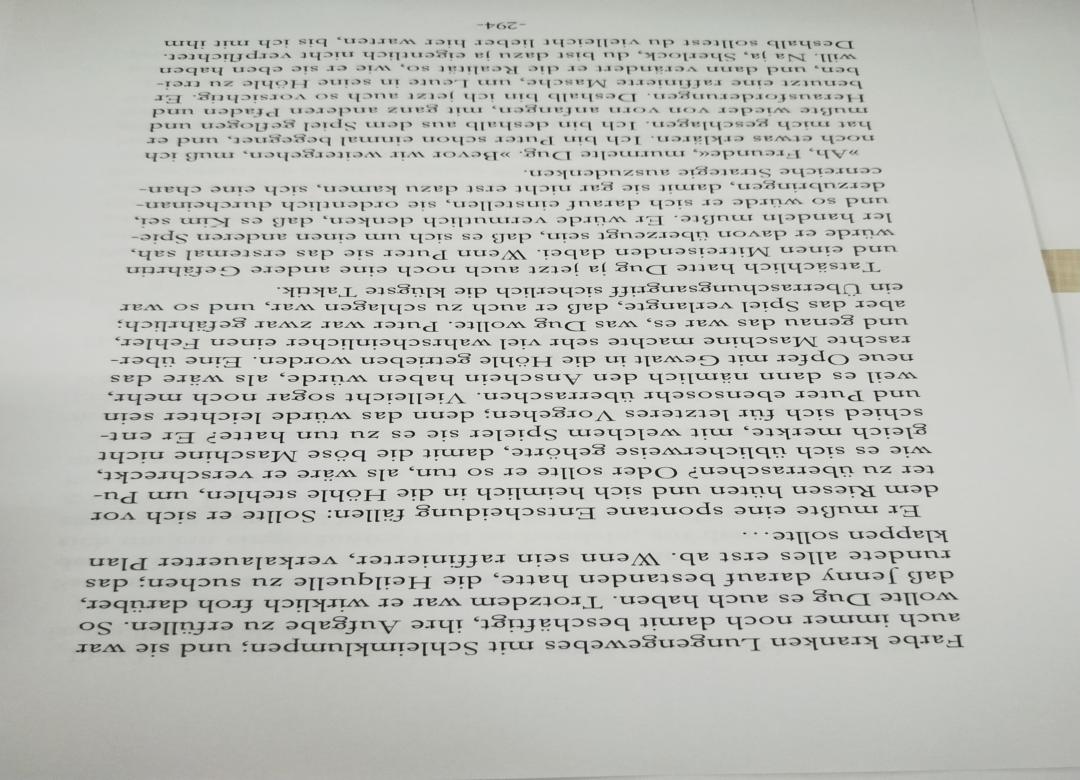 Farbe kranken Lungengewebes mit Schleimklumpen; und sie war
auch immer noch damit beschäftigt, ihre Aufgabe zu erfüllen. So
wollte Dug es auch haben. Trotzdem war er wirklich froh darüber,
daß Jenny darauf bestanden hatte, die Heilquelle zu suchen; das
rundete alles erst ab. Wenn sein raffinierter, verkalauerter Plan
klappen sollte...
Er mußte eine spontane Entscheidung fällen: Sollte er sich vor
dem Riesen hüten und sich heimlich in die Höhle stehlen, um Pu-
ter zu überraschen? Oder sollte er so tun, als wäre er verschreckt,
wie es sich üblicherweise gehörte, damit die böse Maschine nicht
gleich merkte, mit welchem Spieler sie es zu tun hatte? Er ent-
schied sich für letzteres Vorgehen; denn das würde leichter sein
und Puter ebensosehr überraschen. Vielleicht sogar noch mehr,
weil es dann nämlich den Anschein haben würde, als wäre das
neue Opfer mit Gewalt in die Höhle getrieben worden. Eine über-
raschte Maschine machte sehr viel wahrscheinlicher einen Fehler,
und genau das war es, was Dug wollte. Puter war zwar gefährlich;
aber das Spiel verlangte, daß er auch zu schlagen war, und so war
ein Überraschungsangriff sicherlich die klügste Taktik.
Tatsächlich hatte Dug ja jetzt auch noch eine andere Gefährtin
und einen Mitreisenden dabei. Wenn Puter sie das erstemal sah,
würde er davon überzeugt sein, daß es sich um einen anderen Spie-
ler handeln mußte. Er würde vermutlich denken, daß es Kim sei,
und so würde er sich darauf einstellen, sie ordentlich durcheinan-
derzubringen, damit sie gar nicht erst dazu kamen, sich eine chan-
cenreiche Strategie auszudenken.
»Ah, Freunde«, murmelte Dug. »Bevor wir weitergehen, muß ich
noch etwas erklären. Ich bin Puter schon einmal begegnet, und er
hat mich geschlagen. Ich bin deshalb aus dem Spiel geflogen und
mußte wieder von vorn anfangen, mit ganz anderen Pfaden und
Herausforderungen. Deshalb bin ich jetzt auch so vorsichtig. Er
benutzt eine raffinierte Masche, um Leute in seine Höhle zu trei-
ben, und dann verändert er die Realität so, wie er sie eben haben
will. Na ja, Sherlock, du bist dazu ja eigentlich nicht verpflichtet.
Deshalb solltest du vielleicht lieber hier warten, bis ich mit ihm
-294-